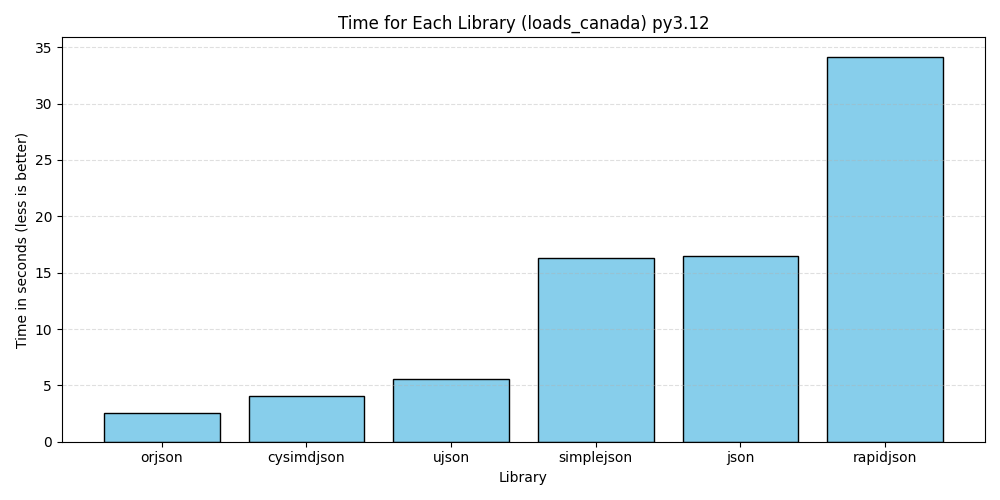 Time for Each Library (loads_canada) py3.12
Time in seconds (less is better)
35
30
25
20
15
10
5
0
orjson cysimdjson ujson simplejson json rapidjson
Library